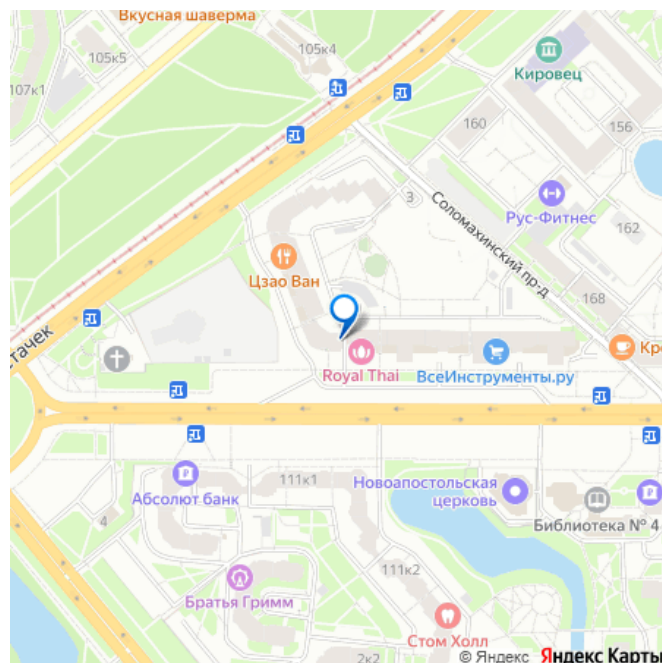 Вкусная шаверма
105к4
105к5
107к1
Кировец
160
156
3
Соломахинский пр-д
Рус-Фитнес
162
Цзао Ван
168
стачек
Кро
Royal Thai
ВсеИнструменты.ру
111к1
Абсолют банк
Новоапостольская
церковь
4
Библиотека № 4
111к2
Братья Гримм
Стом Холл
2к2
© Яндекс Яндекс Карты